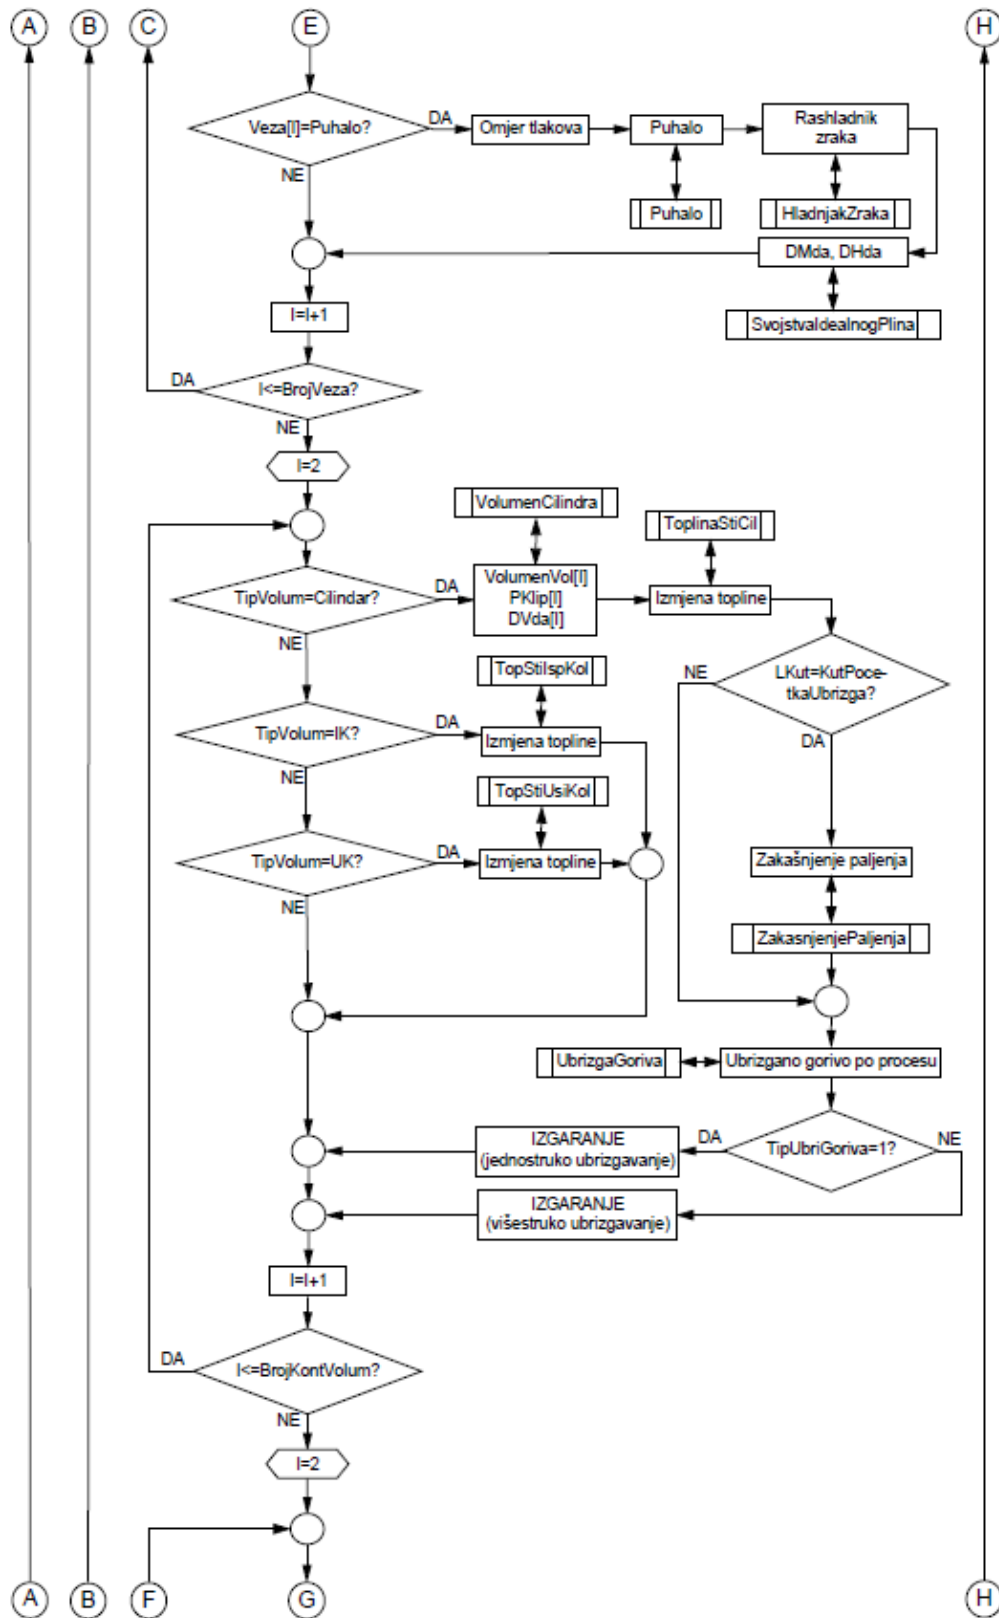 A
B
C
E
H
Veza[I]=Puhalo?
DA
Omjer tlakova
Puhalo
Rashladnik
zraka
NE
Puhalo
HladnjakZraka
DMda, DHda
I=I+1
SvojstvaIdealnogPlina
DA
I<=BrojVeza?
NE
I=2
VolumenCilindra
ToplinaStiCil
TipVolum=Cilindar?
DA
VolumenVol[I]
PKlip[I]
DVda[I]
Izmjena topline
NE
TopStiIspKol
NE
LKut=KutPoce-
tkaUbrizga?
TipVolum=IK?
DA
Izmjena topline
DA
NE
TopStiUsiKol
TipVolum=UK?
DA
Izmjena topline
Zakašnjenje paljenja
NE
ZakasnjenjePaljenja
UbrizgaGoriva
Ubrizgano gorivo po procesu
IZGARANJE
(jednostruko ubrizgavanje)
DA
TipUbriGoriva=1?
NE
IZGARANJE
(višestruko ubrizgavanje)
I=I+1
DA
I<=BrojKontVolum?
NE
I=2
A
B
F
G
H